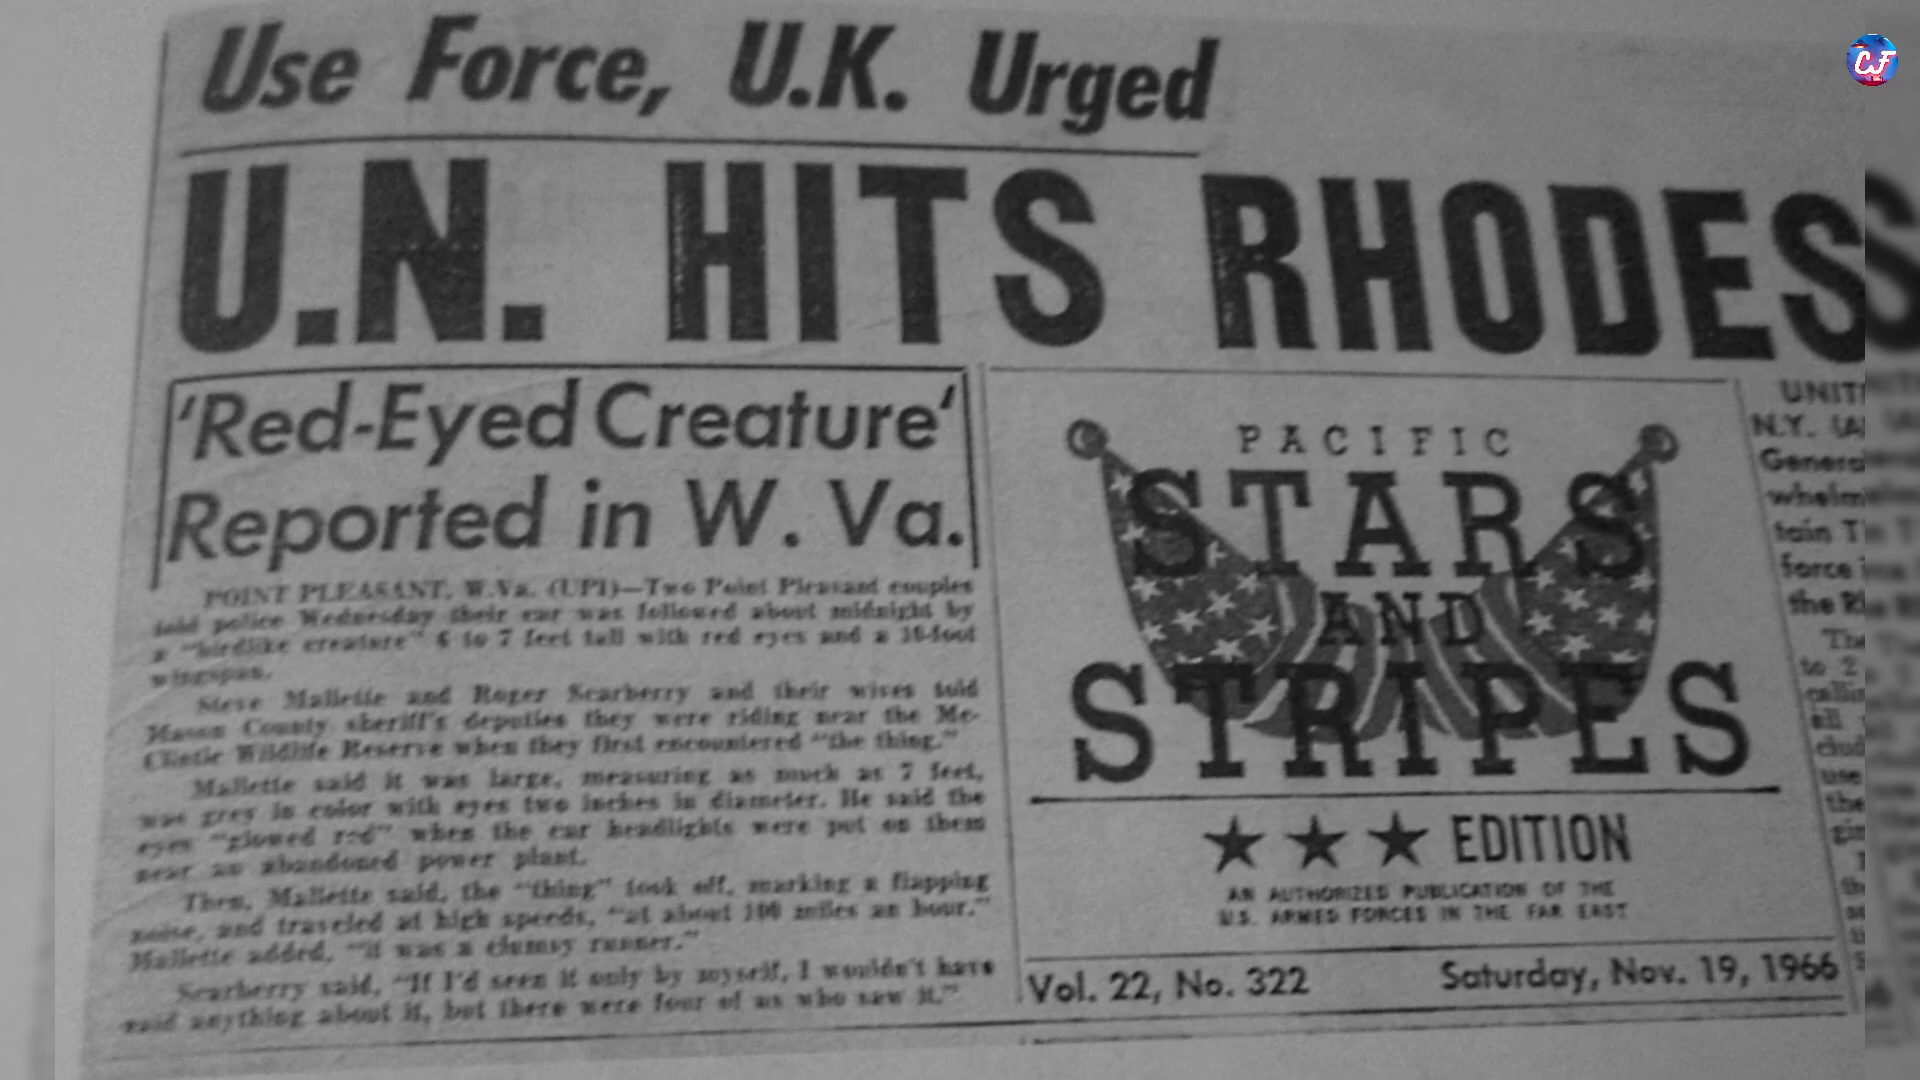 CJ
Use Force, U.K. Urged
U.N. HITS RHODES
'Red-Eyed Creature'
Reported in W. Va.
POINT PLEASANT, W.Va. (UPI)—Two Point Pleasant couples
told police Wednesday their car was followed about midnight by
a "birdlike creature" 6 to 7 feet tall with red eyes and a 10-foot
wingspan.
Steve Mallette and Roger Scarberry and their wives told
Mason County sheriff's deputies they were riding near the Mc-
Clintic Wildlife Reserve when they first encountered "the thing."
Mallette said it was large, measuring as much as 7 feet,
was grey in color with eyes two inches in diameter. He said the
eyes "glowed red" when the car headlights were put on them
near an abandoned power plant.
Then, Mallette said, the "thing" took off, marking a flapping
noise, and traveled at high speeds, "at about 100 miles an hour."
Mallette added, "it was a clumsy runner."
Scarberry said, "If I'd seen it only by myself, I wouldn't have
said anything about it, but there were four of us who saw it."
PACIFIC
STARS
AND
STRIPES
EDITION
AN AUTHORIZED PUBLICATION OF THE
U.S. ARMED FORCES IN THE FAR EAST
Vol. 22, No. 322 Saturday, Nov. 19, 1966
UNIT
N.Y. (A
Genera
whelm
tain T
force
the R